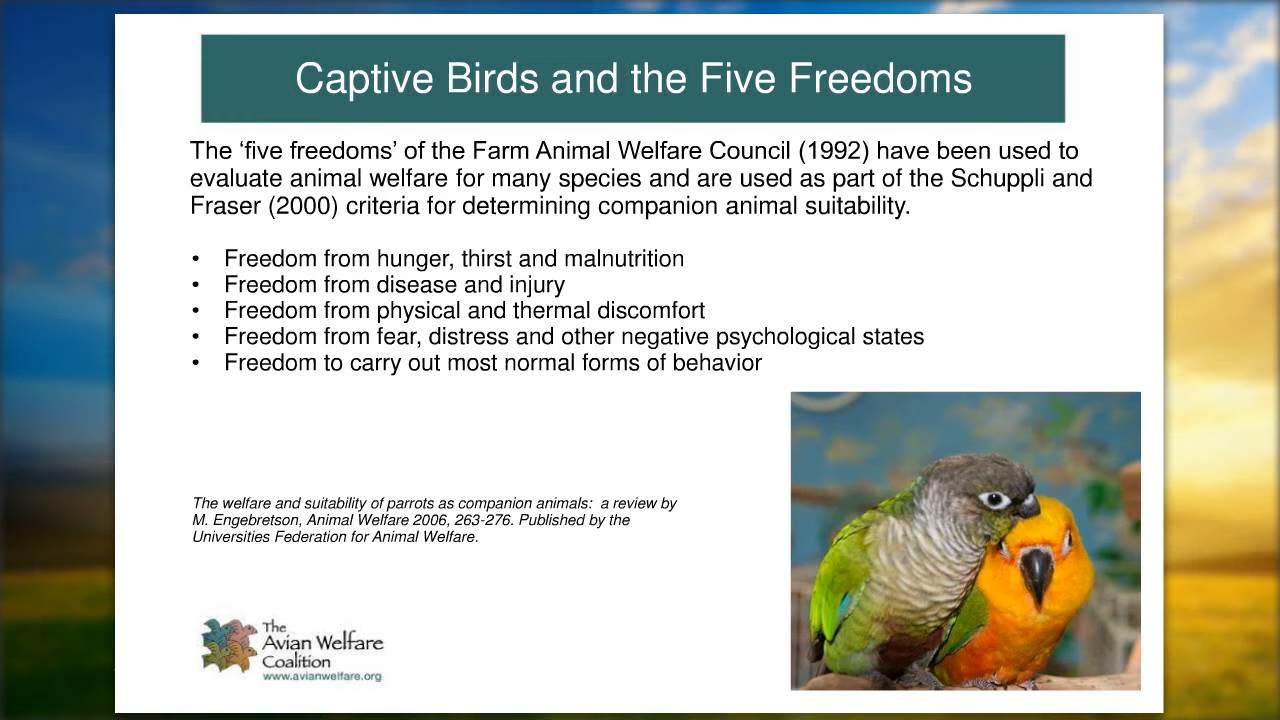 Captive Birds and the Five Freedoms
The ‘five freedoms’ of the Farm Animal Welfare Council (1992) have been used to
evaluate animal welfare for many species and are used as part of the Schuppli and
Fraser (2000) criteria for determining companion animal suitability.
• Freedom from hunger, thirst and malnutrition
• Freedom from disease and injury
• Freedom from physical and thermal discomfort
• Freedom from fear, distress and other negative psychological states
• Freedom to carry out most normal forms of behavior
The welfare and suitability of parrots as companion animals:  a review by
M. Engebretson, Animal Welfare 2006, 263-276. Published by the
Universities Federation for Animal Welfare.
The
Avian Welfare
Coalition
www.avianwelfare.org